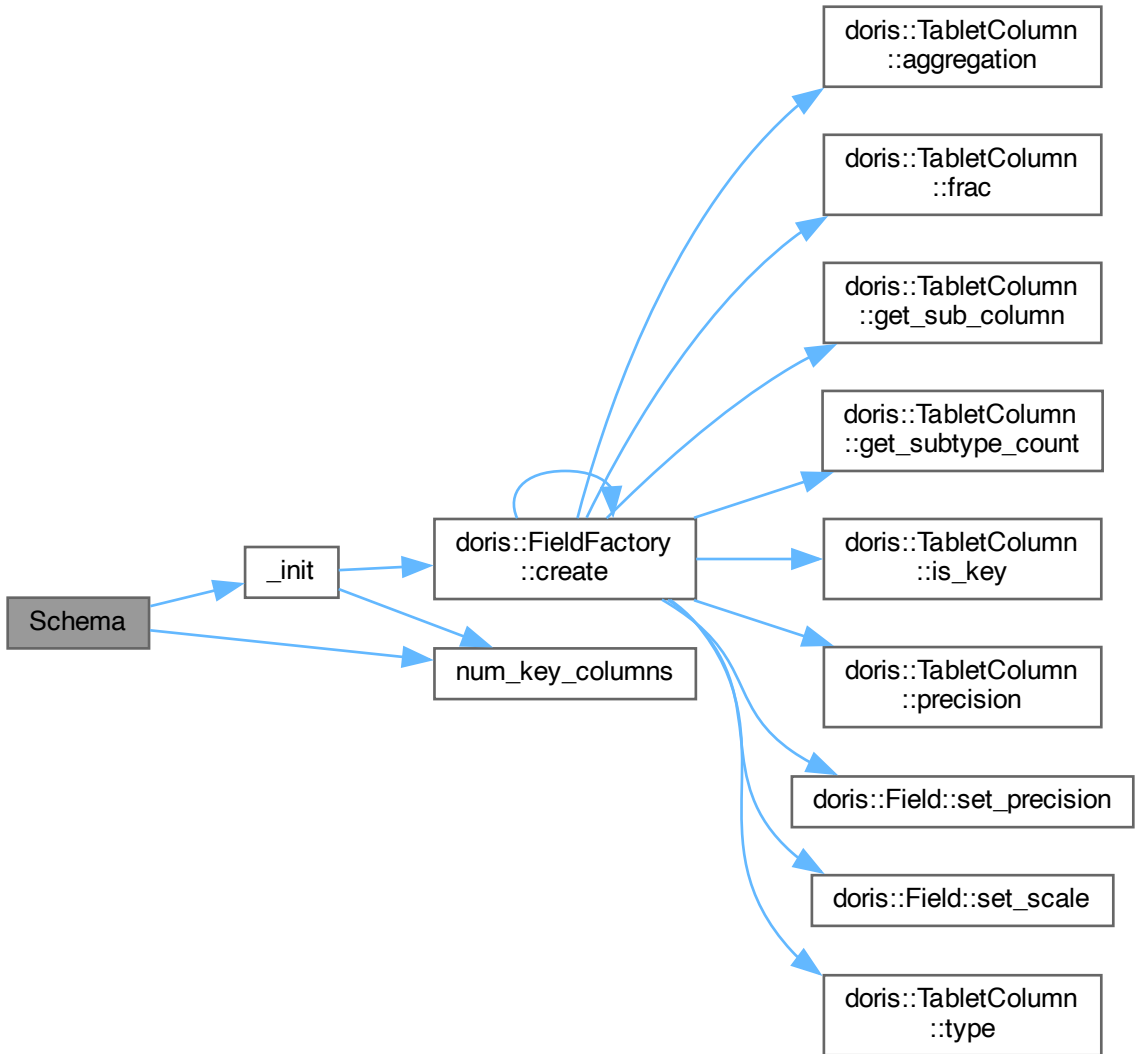 Schema
_init
doris::FieldFactory
::create
num_key_columns
doris::TabletColumn
::aggregation
doris::TabletColumn
::frac
doris::TabletColumn
::get_sub_column
doris::TabletColumn
::get_subtype_count
doris::TabletColumn
::is_key
doris::TabletColumn
::precision
doris::Field::set_precision
doris::Field::set_scale
doris::TabletColumn
::type